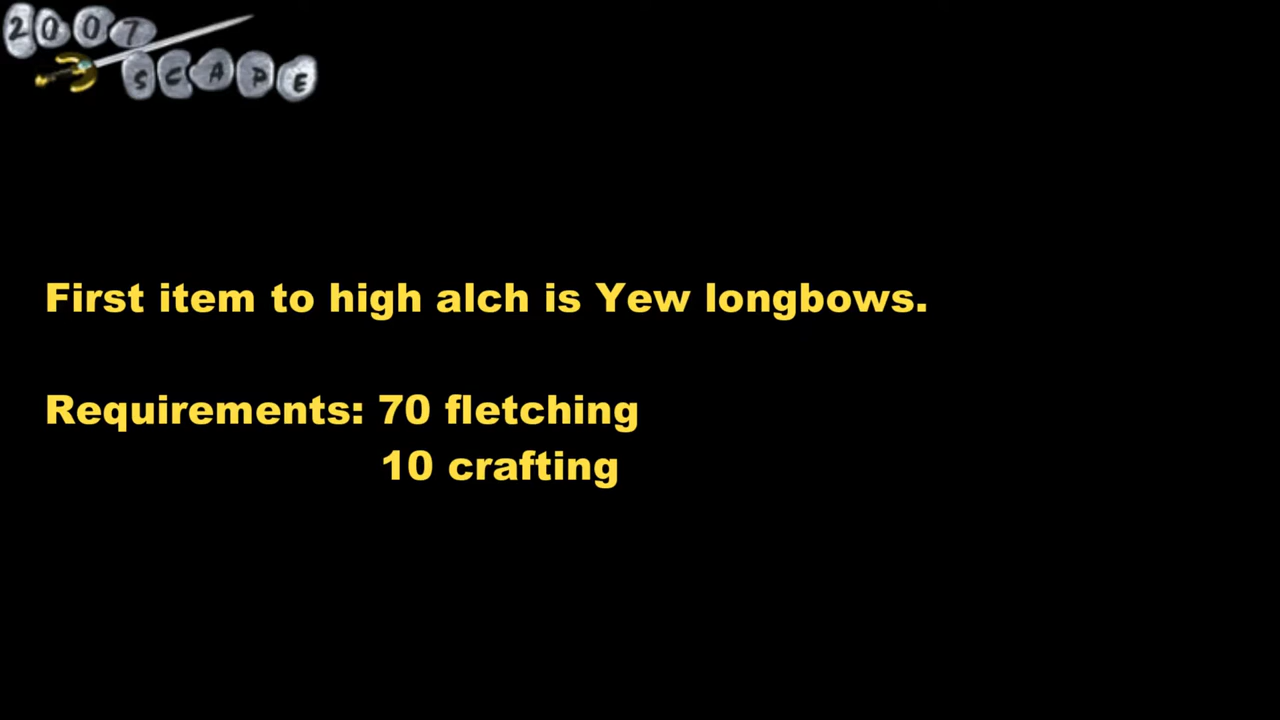 2007
SCAPE
First item to high alch is Yew longbows.
Requirements: 70 fletching
10 crafting